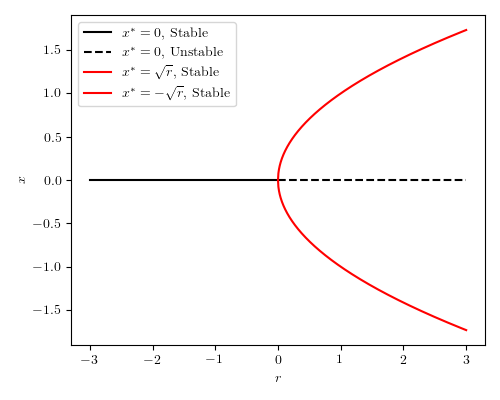 x* = 0, Stable
x* = 0, Unstable
x* = √r, Stable
x* = −√r, Stable
1.5
1.0
0.5
0.0
−0.5
−1.0
−1.5
x
−3 −2 −1 0 1 2 3
r